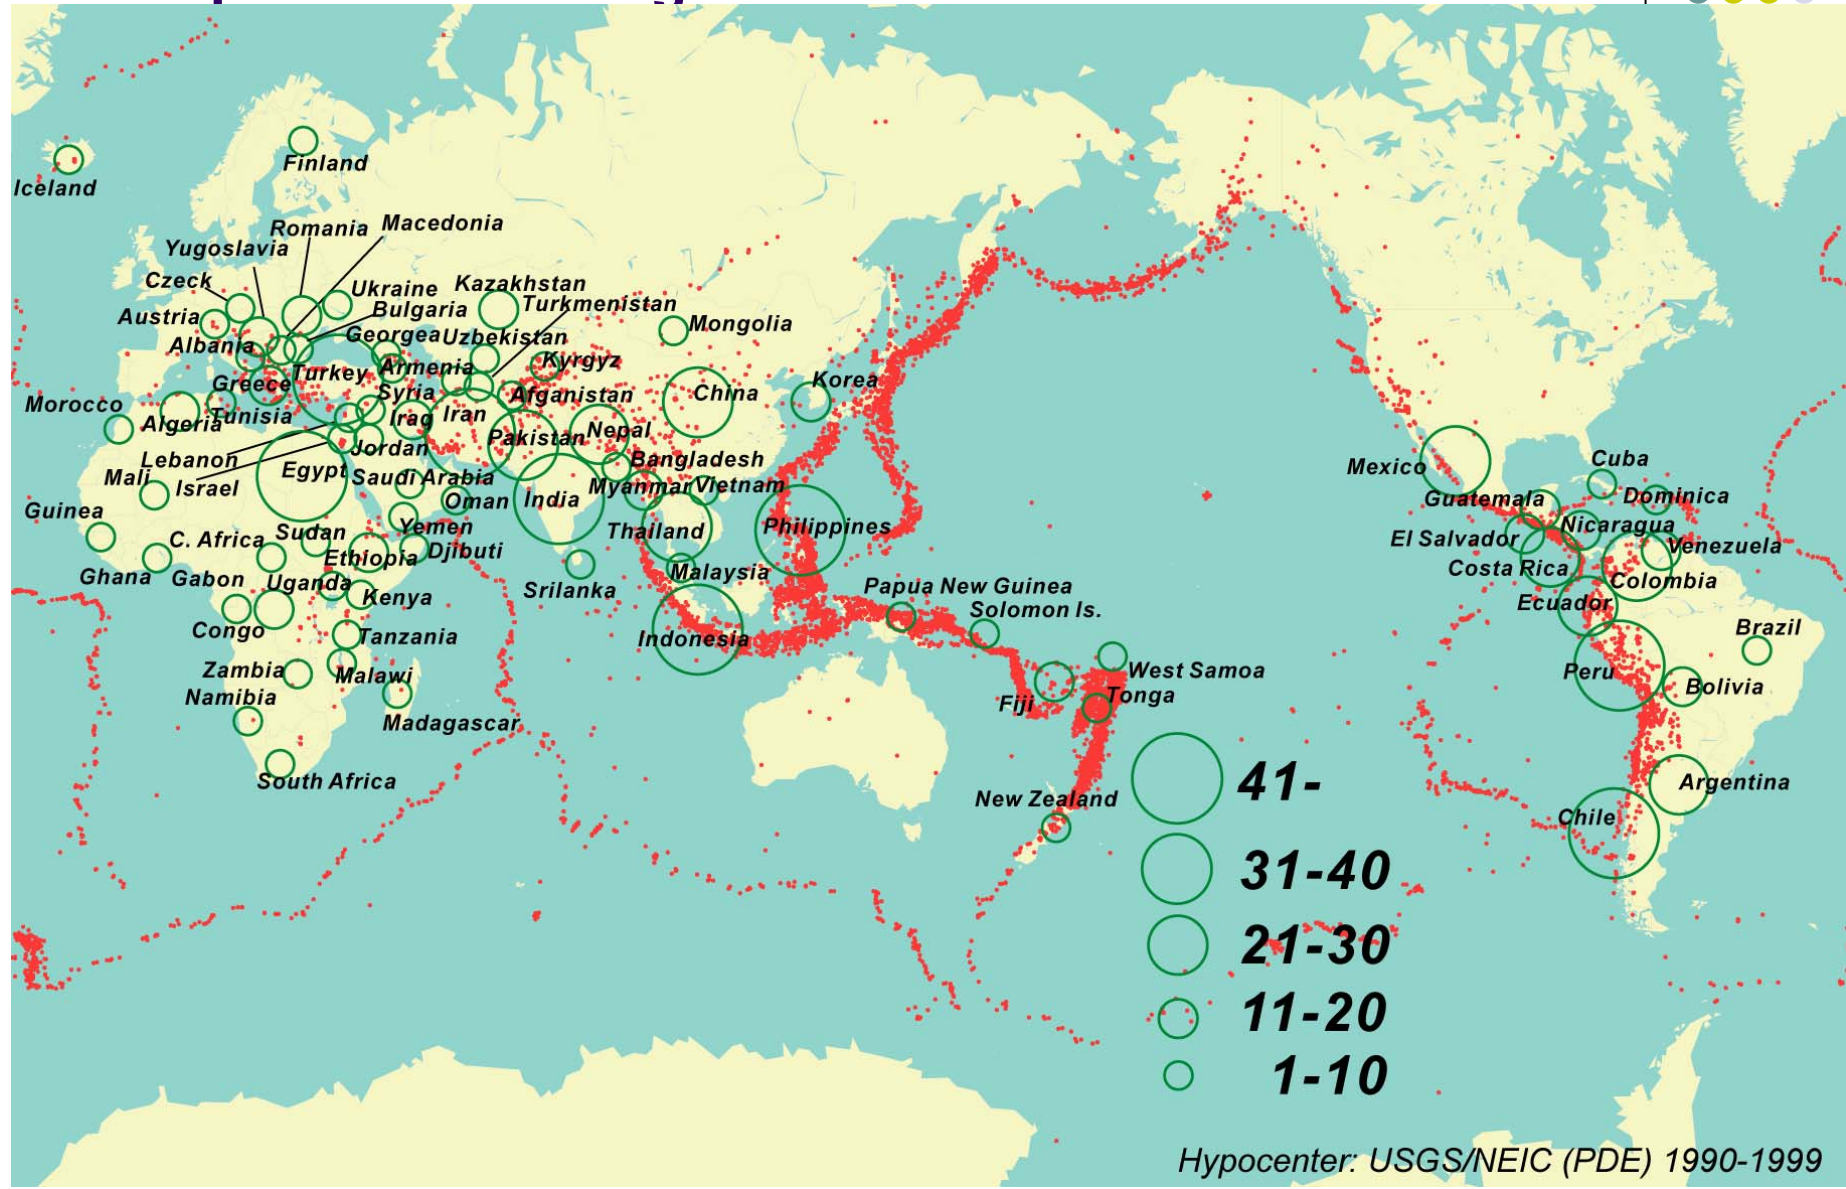 Iceland
Finland
Romania
Macedonia
Yugoslavia
Czeck
Ukraine
Kazakhstan
Austria
Bulgaria
Turkmenistan
Mongolia
Albania
Georgea
Uzbekistan
Greece
Turkey
Armenia
Kyrgyz
Korea
China
Morocco
Algeria
Tunisia
Syria
Iraq
Iran
Afganistan
Pakistan
Nepal
Lebanon
Jordan
Bangladesh
Mali
Israel
Egypt
Saudi Arabia
Myanmar
Vietnam
Guinea
Oman
India
C. Africa
Sudan
Yemen
Thailand
Philippines
Ethiopia
Djibuti
Ghana
Gabon
Uganda
Kenya
Srilanka
Malaysia
Papua New Guinea
Solomon Is.
Congo
Tanzania
Indonesia
Zambia
Malawi
Namibia
Madagascar
South Africa
West Samoa
Fiji
Tonga
New Zealand
Mexico
Cuba
Guatemala
Dominica
El Salvador
Nicaragua
Venezuela
Costa Rica
Colombia
Ecuador
Brazil
Peru
Bolivia
Argentina
Chile
41-
31-40
21-30
11-20
1-10
Hypocenter: USGS/NEIC (PDE) 1990-1999